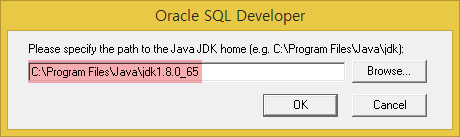 Oracle SQL Developer
Please specify the path to the Java JDK home (e.g. C:\Program Files\Java\jdk):
C:\Program Files\Java\jdk1.8.0_65
Browse...
OK
Cancel